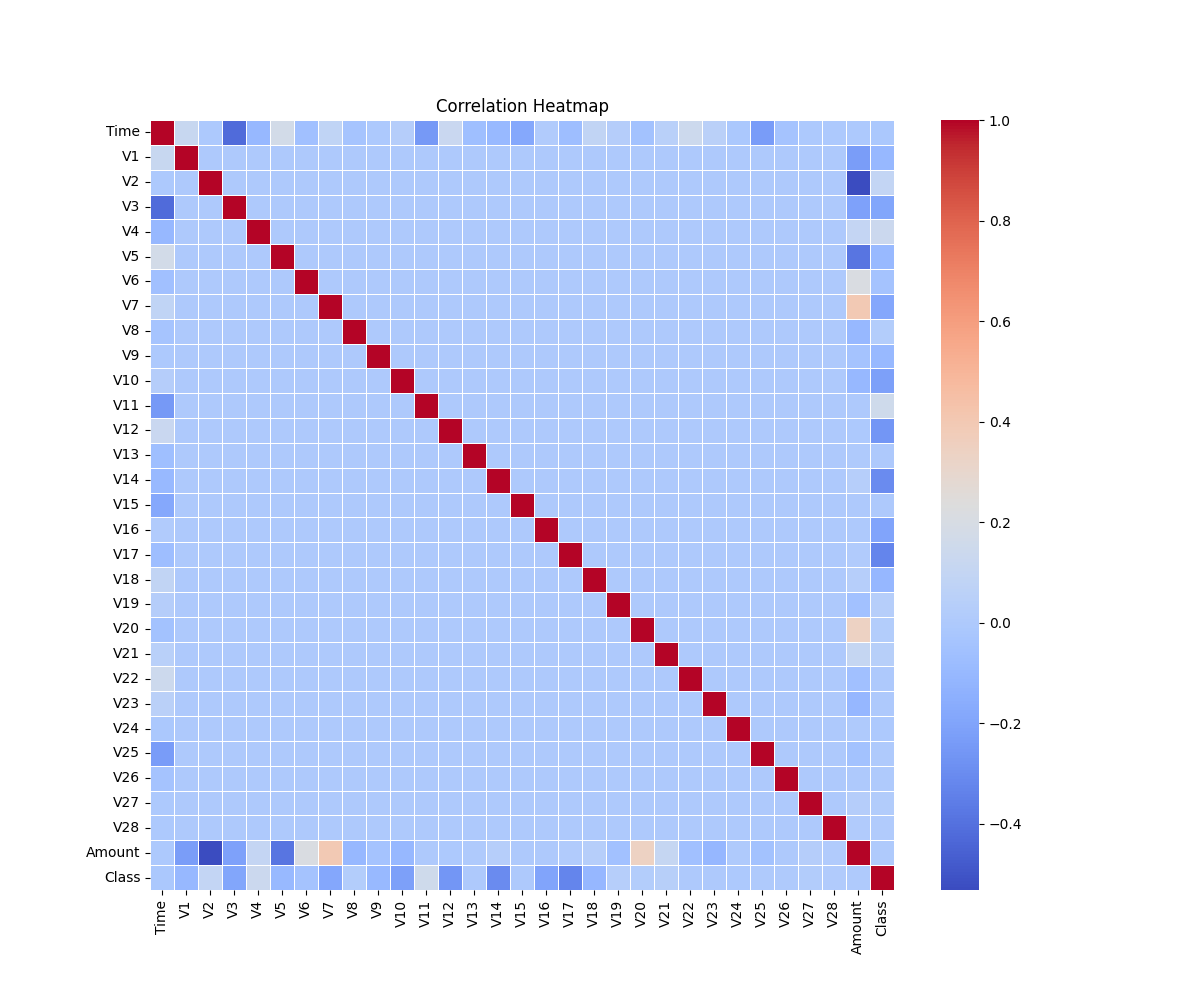 Correlation Heatmap
Time
V1
V2
V3
V4
V5
V6
V7
V8
V9
V10
V11
V12
V13
V14
V15
V16
V17
V18
V19
V20
V21
V22
V23
V24
V25
V26
V27
V28
Amount
Class
Time V1 V2 V3 V4 V5 V6 V7 V8 V9 V10 V11 V12 V13 V14 V15 V16 V17 V18 V19 V20 V21 V22 V23 V24 V25 V26 V27 V28 Amount Class
1.0
0.8
0.6
0.4
0.2
0.0
−0.2
−0.4